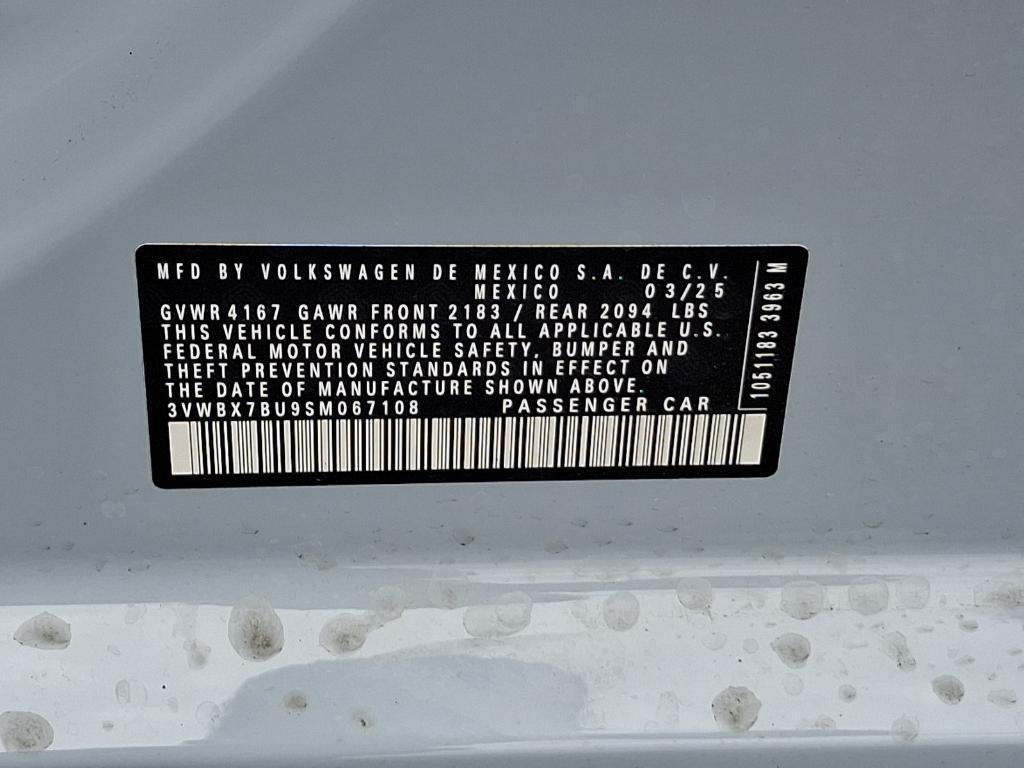 MFD BY VOLKSWAGEN DE MEXICO S.A. DE C.V.
MEXICO 03/25
GVWR 4167 GAWR FRONT 2183 / REAR 2094 LBS
THIS VEHICLE CONFORMS TO ALL APPLICABLE U.S.
FEDERAL MOTOR VEHICLE SAFETY, BUMPER AND
THEFT PREVENTION STANDARDS IN EFFECT ON
THE DATE OF MANUFACTURE SHOWN ABOVE.
3VWBX7BU9SM067108 PASSENGER CAR
1051183 3963 M